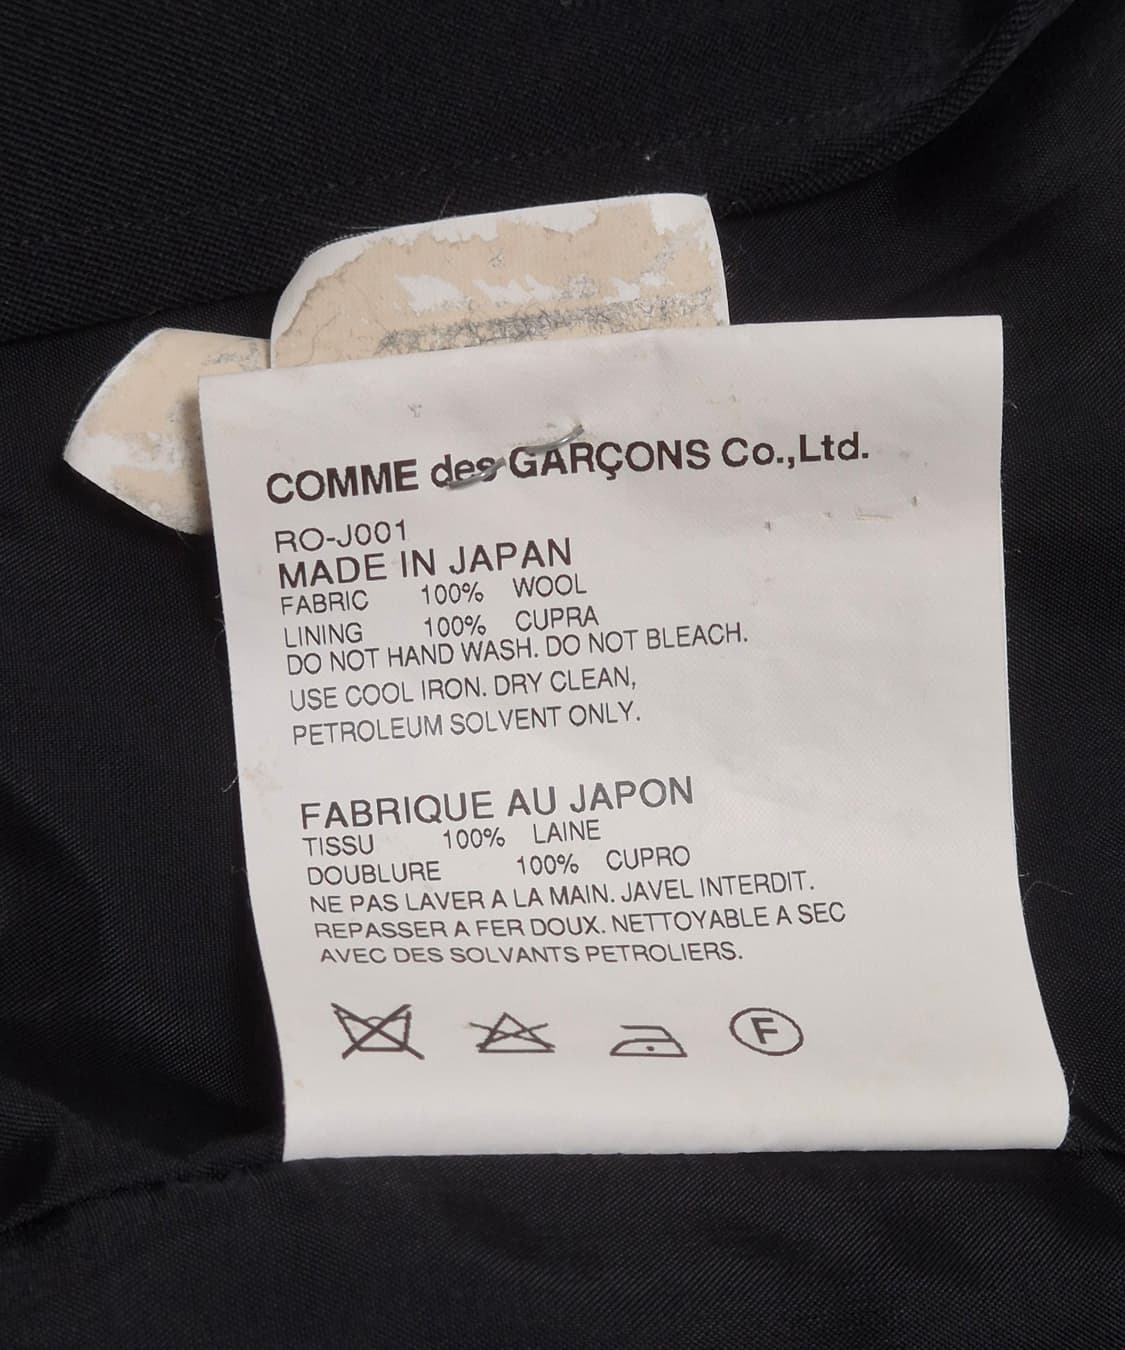 COMME des GARÇONS Co.,Ltd.
RO-J001
MADE IN JAPAN
FABRIC 100% WOOL
LINING 100% CUPRA
DO NOT HAND WASH. DO NOT BLEACH.
USE COOL IRON. DRY CLEAN,
PETROLEUM SOLVENT ONLY.
FABRIQUE AU JAPON
TISSU 100% LAINE
DOUBLURE 100% CUPRO
NE PAS LAVER A LA MAIN. JAVEL INTERDIT.
REPASSER A FER DOUX. NETTOYABLE A SEC
AVEC DES SOLVANTS PETROLIERS.
F